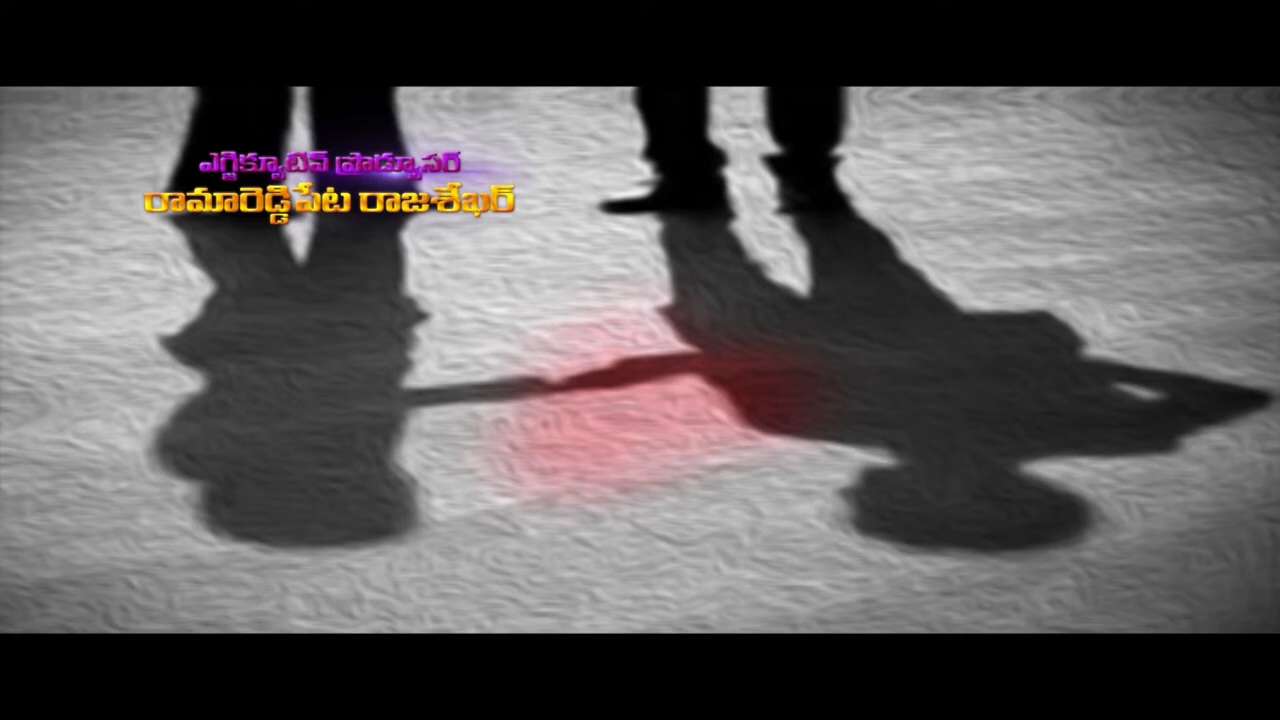 ఎగ్జిక్యూటివ్ ప్రొడ్యూసర్
రామారెడ్డిపేట రాజశేఖర్